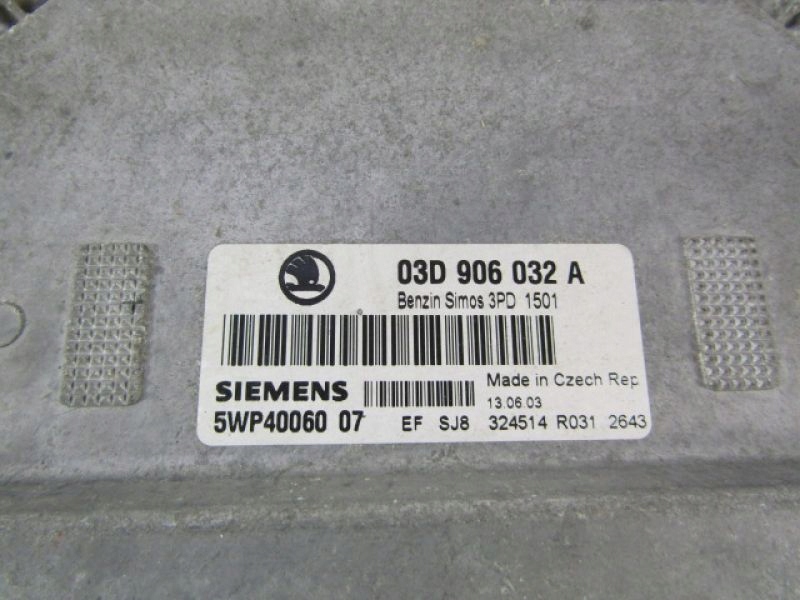 03D 906 032 A
Benzin Simos 3PD 1501
SIEMENS
Made in Czech Rep
13.06.03
5WP40060 07 EF SJ8 324514 R031 2643